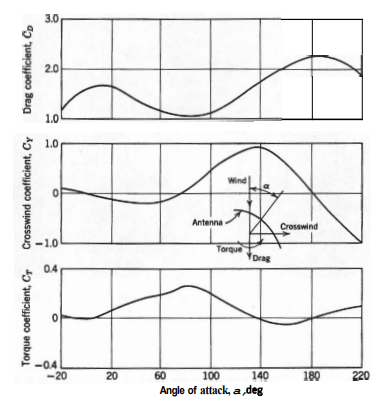 3.0
2.0
1.0
Drag coefficient, C_D
1.0
0
−1.0
Crosswind coefficient, C_Y
Wind
α
Antenna
Crosswind
Torque
Drag
0.4
0
−0.4
Torque coefficient, C_T
−20 20 60 100 140 180 220
Angle of attack, a ,deg